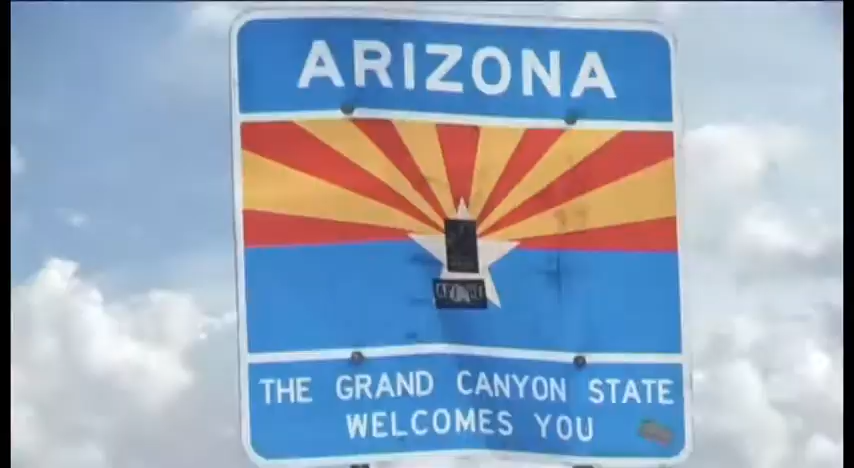 ARIZONA
THE GRAND CANYON STATE
WELCOMES YOU